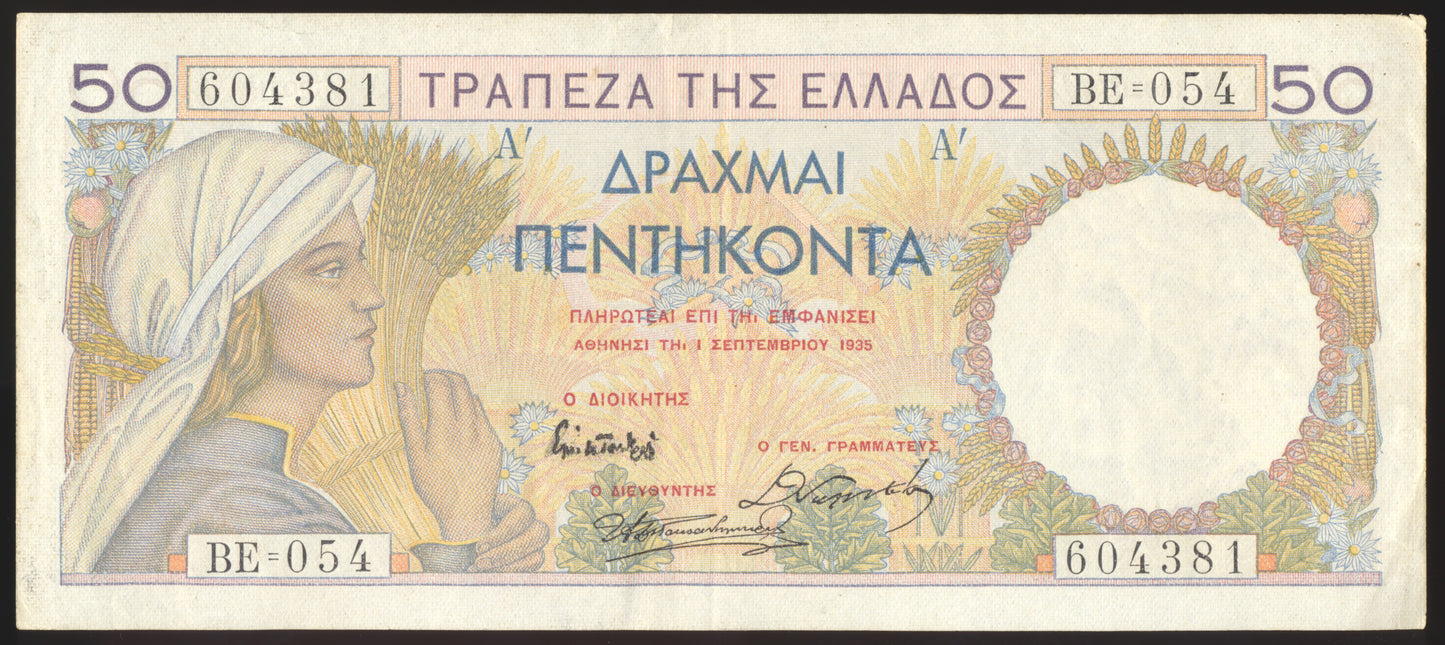 50 604381 ΤΡΑΠΕΖΑ ΤΗΣ ΕΛΛΑΔΟΣ ΒΕ=054 50
Α′ Α′
ΔΡΑΧΜΑΙ
ΠΕΝΤΗΚΟΝΤΑ
ΠΛΗΡΩΤΕΑΙ ΕΠΙ ΤΗι ΕΜΦΑΝΙΣΕΙ
ΑΘΗΝΗΣΙ ΤΗι 1 ΣΕΠΤΕΜΒΡΙΟΥ 1935
Ο ΔΙΟΙΚΗΤΗΣ
Ο ΓΕΝ. ΓΡΑΜΜΑΤΕΥΣ
Ο ΔΙΕΥΘΥΝΤΗΣ
ΒΕ=054 604381